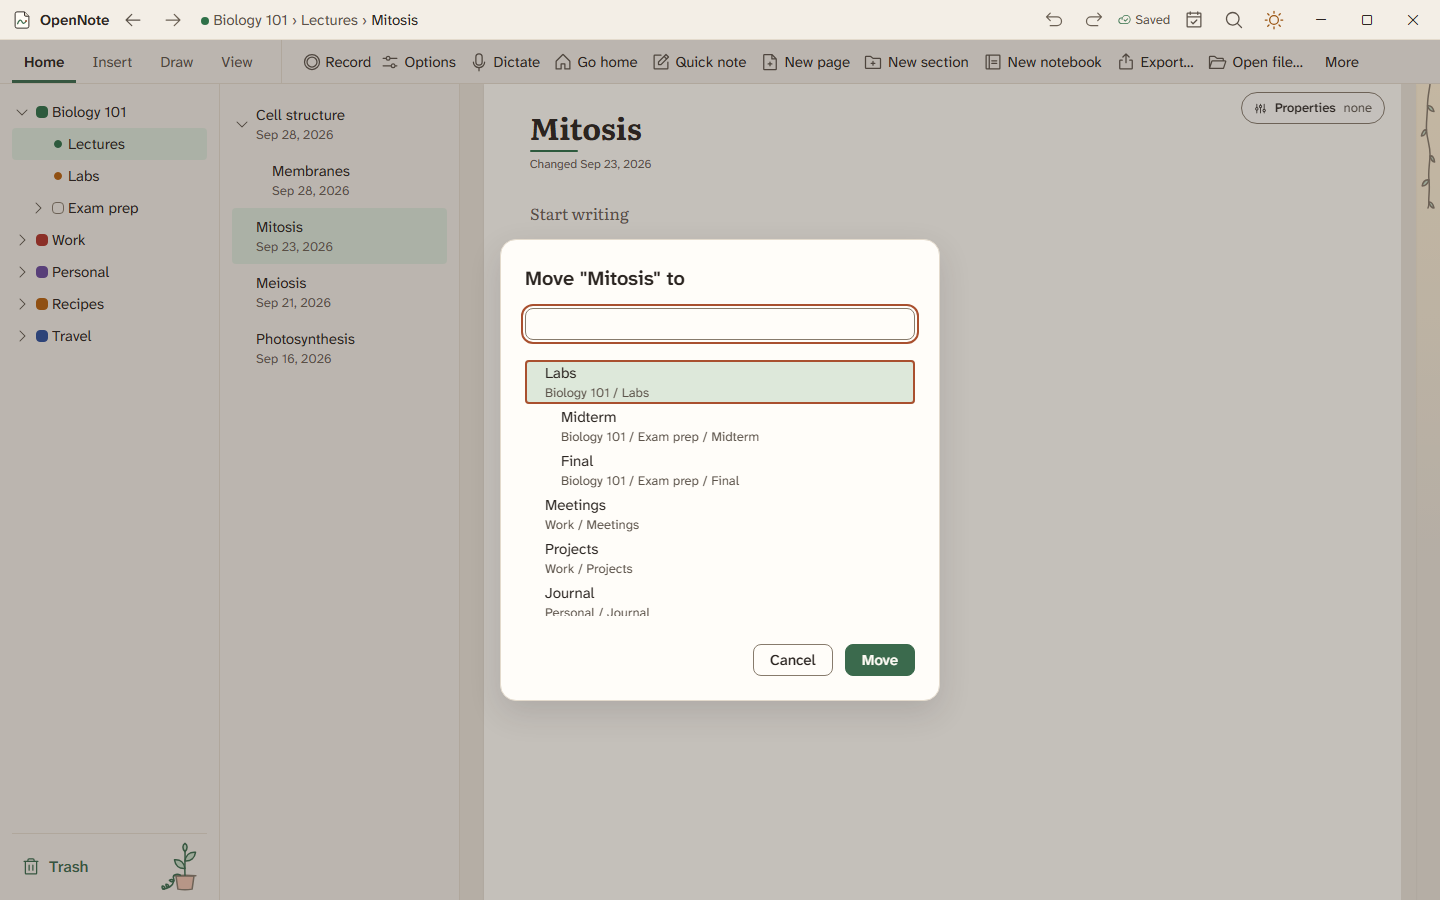 OpenNote
Biology 101 › Lectures › Mitosis
Saved
Home
Insert
Draw
View
Record
Options
Dictate
Go home
Quick note
New page
New section
New notebook
Export...
Open file...
More
Biology 101
Lectures
Labs
Exam prep
Work
Personal
Recipes
Travel
Trash
Cell structure
Sep 28, 2026
Membranes
Sep 28, 2026
Mitosis
Sep 23, 2026
Meiosis
Sep 21, 2026
Photosynthesis
Sep 16, 2026
Properties none
Mitosis
Changed Sep 23, 2026
Start writing
Move "Mitosis" to
Labs
Biology 101 / Labs
Midterm
Biology 101 / Exam prep / Midterm
Final
Biology 101 / Exam prep / Final
Meetings
Work / Meetings
Projects
Work / Projects
Journal
Personal / Journal
Cancel
Move